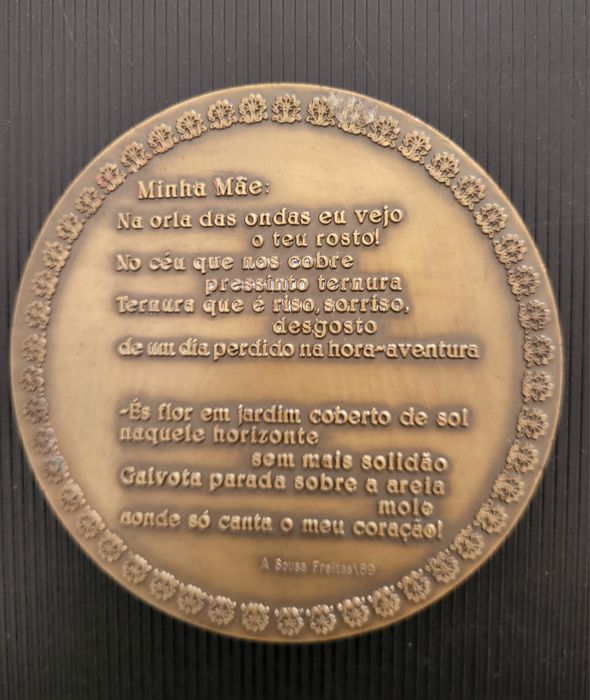 Minha Mãe:
Na orla das ondas eu vejo
o teu rosto!
No céu que nos cobre
pressinto ternura
Ternura que é riso, sorriso,
desgosto
de um dia perdido na hora-aventura
-És flor em jardim coberto de sol
naquele horizonte
sem mais solidão
Gaivota parada sobre a areia
mole
aonde só canta o meu coração!
A Sousa Freitas\89